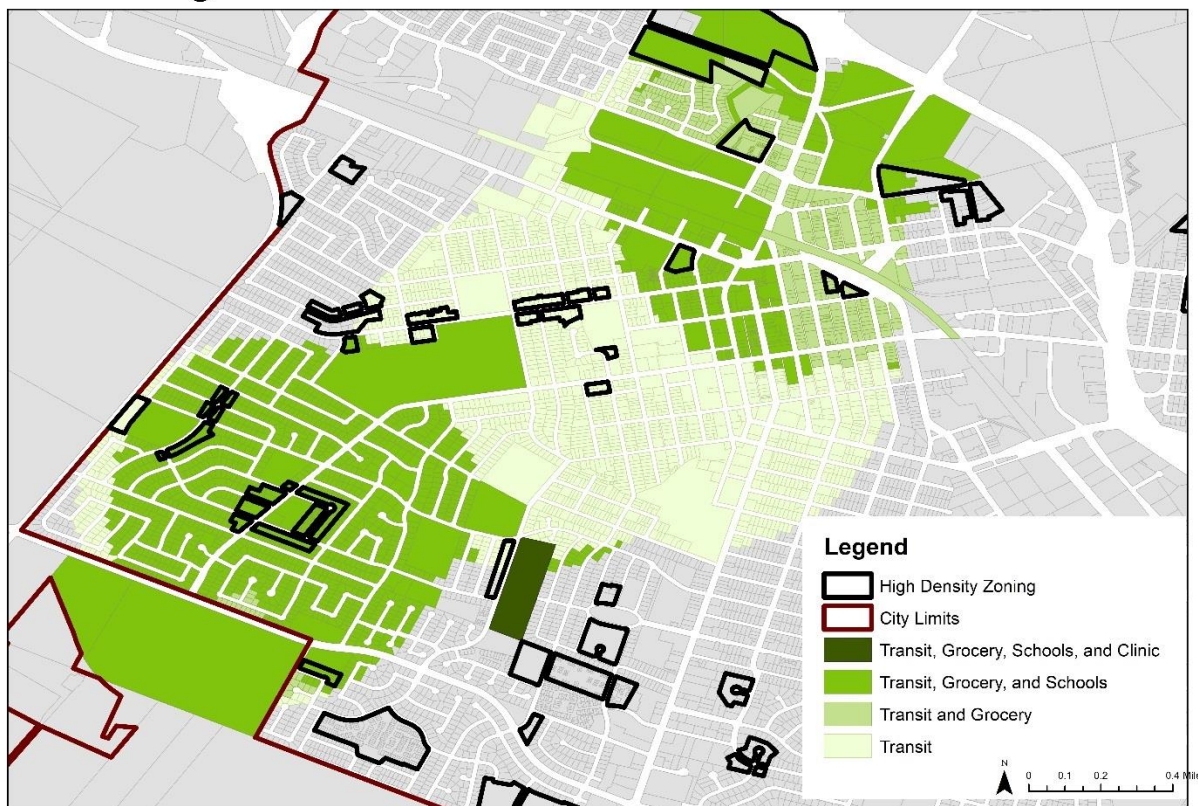 Legend
High Density Zoning
City Limits
Transit, Grocery, Schools, and Clinic
Transit, Grocery, and Schools
Transit and Grocery
Transit
N
0 0.1 0.2 0.4